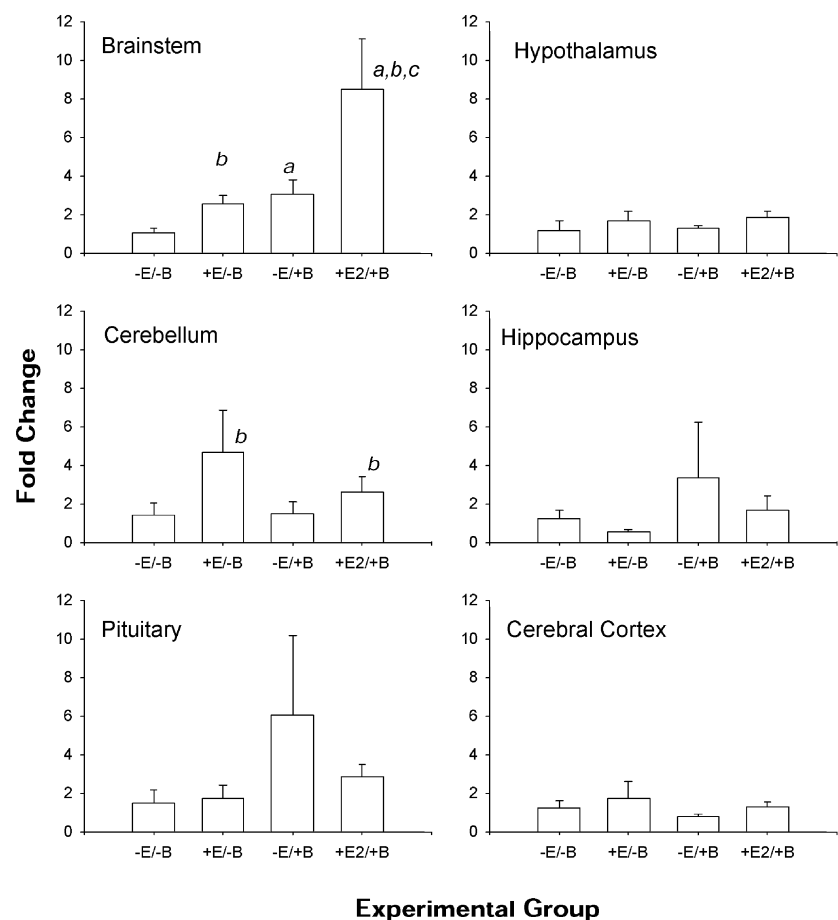 Brainstem
12
10
8
6
4
2
0
b
a
a,b,c
-E/-B +E/-B -E/+B +E2/+B
Hypothalamus
12
10
8
6
4
2
0
-E/-B +E/-B -E/+B +E2/+B
Cerebellum
12
10
8
6
4
2
0
b
b
-E/-B +E/-B -E/+B +E2/+B
Hippocampus
12
10
8
6
4
2
0
-E/-B +E/-B -E/+B +E2/+B
Pituitary
12
10
8
6
4
2
0
-E/-B +E/-B -E/+B +E2/+B
Cerebral Cortex
12
10
8
6
4
2
0
-E/-B +E/-B -E/+B +E2/+B
Fold Change
Experimental Group